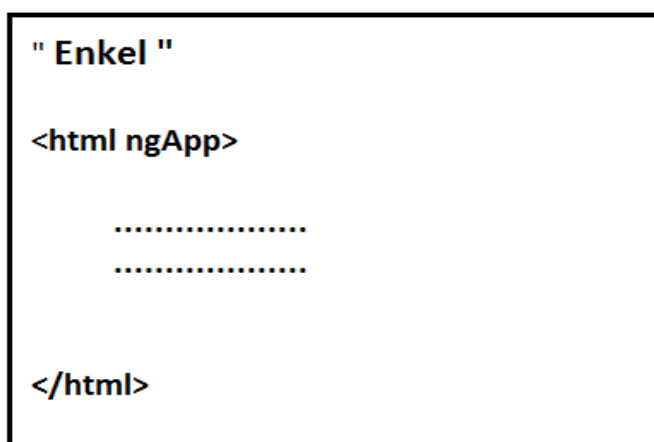 " Enkel "
<html ngApp>
...................
...................
</html>